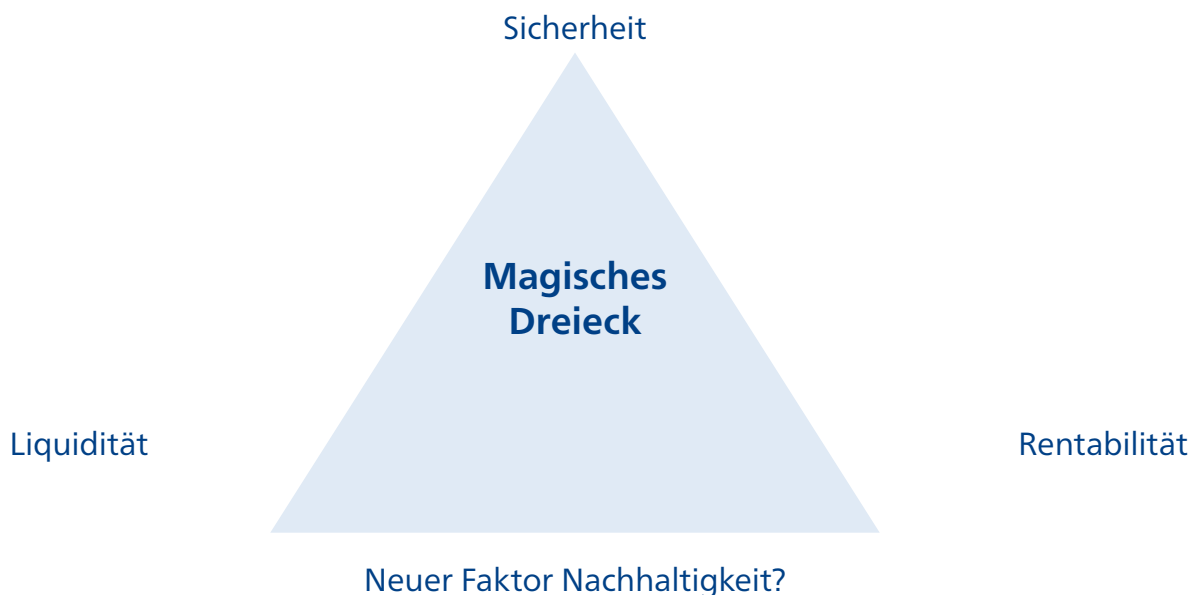 Sicherheit
Magisches
Dreieck
Liquidität
Rentabilität
Neuer Faktor Nachhaltigkeit?